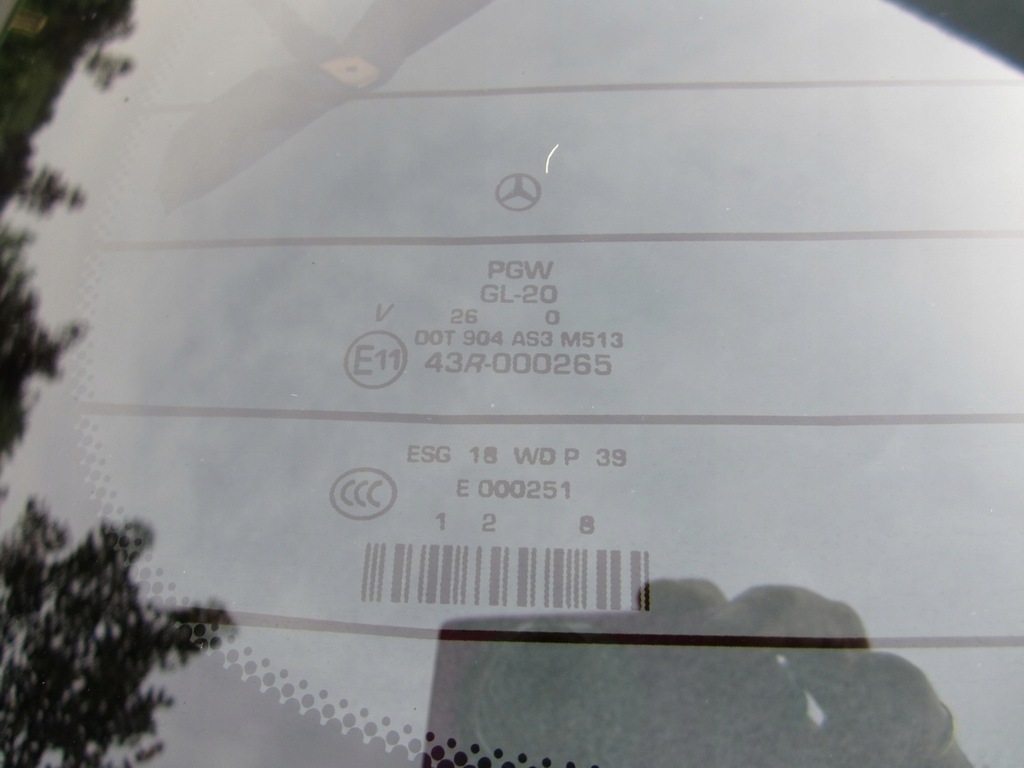 PGW
GL-20
V 26 0
DOT 904 AS3 M513
E11 43R-000265
ESG 18 WD P 39
CCC E 000251
1 2 8